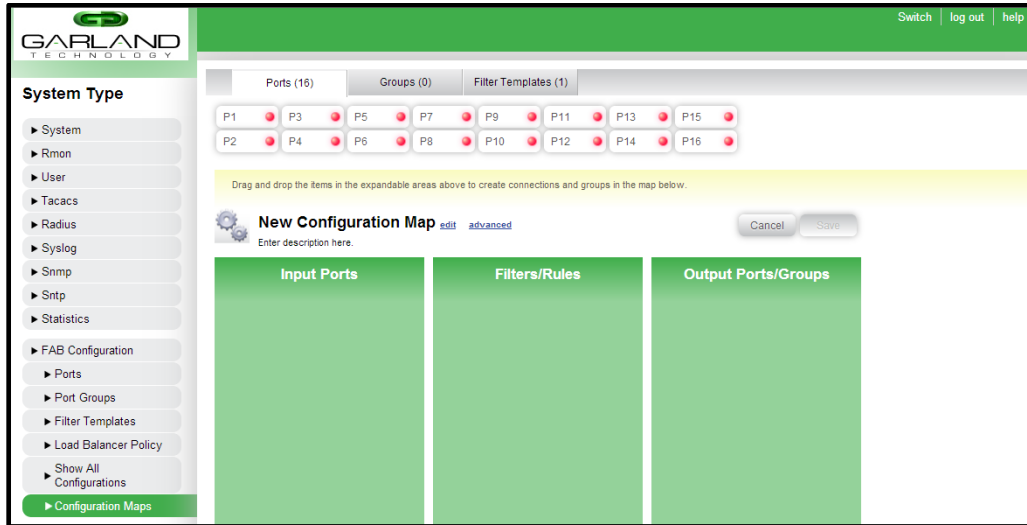 Switch log out help
GARLAND
TECHNOLOGY
System Type
▶ System
▶ Rmon
▶ User
▶ Tacacs
▶ Radius
▶ Syslog
▶ Snmp
▶ Sntp
▶ Statistics
▶ FAB Configuration
▶ Ports
▶ Port Groups
▶ Filter Templates
▶ Load Balancer Policy
▶ Show All
Configurations
▶ Configuration Maps
Ports (16) Groups (0) Filter Templates (1)
P1 P3 P5 P7 P9 P11 P13 P15
P2 P4 P6 P8 P10 P12 P14 P16
Drag and drop the items in the expandable areas above to create connections and groups in the map below.
New Configuration Map edit advanced
Enter description here.
Cancel Save
Input Ports Filters/Rules Output Ports/Groups